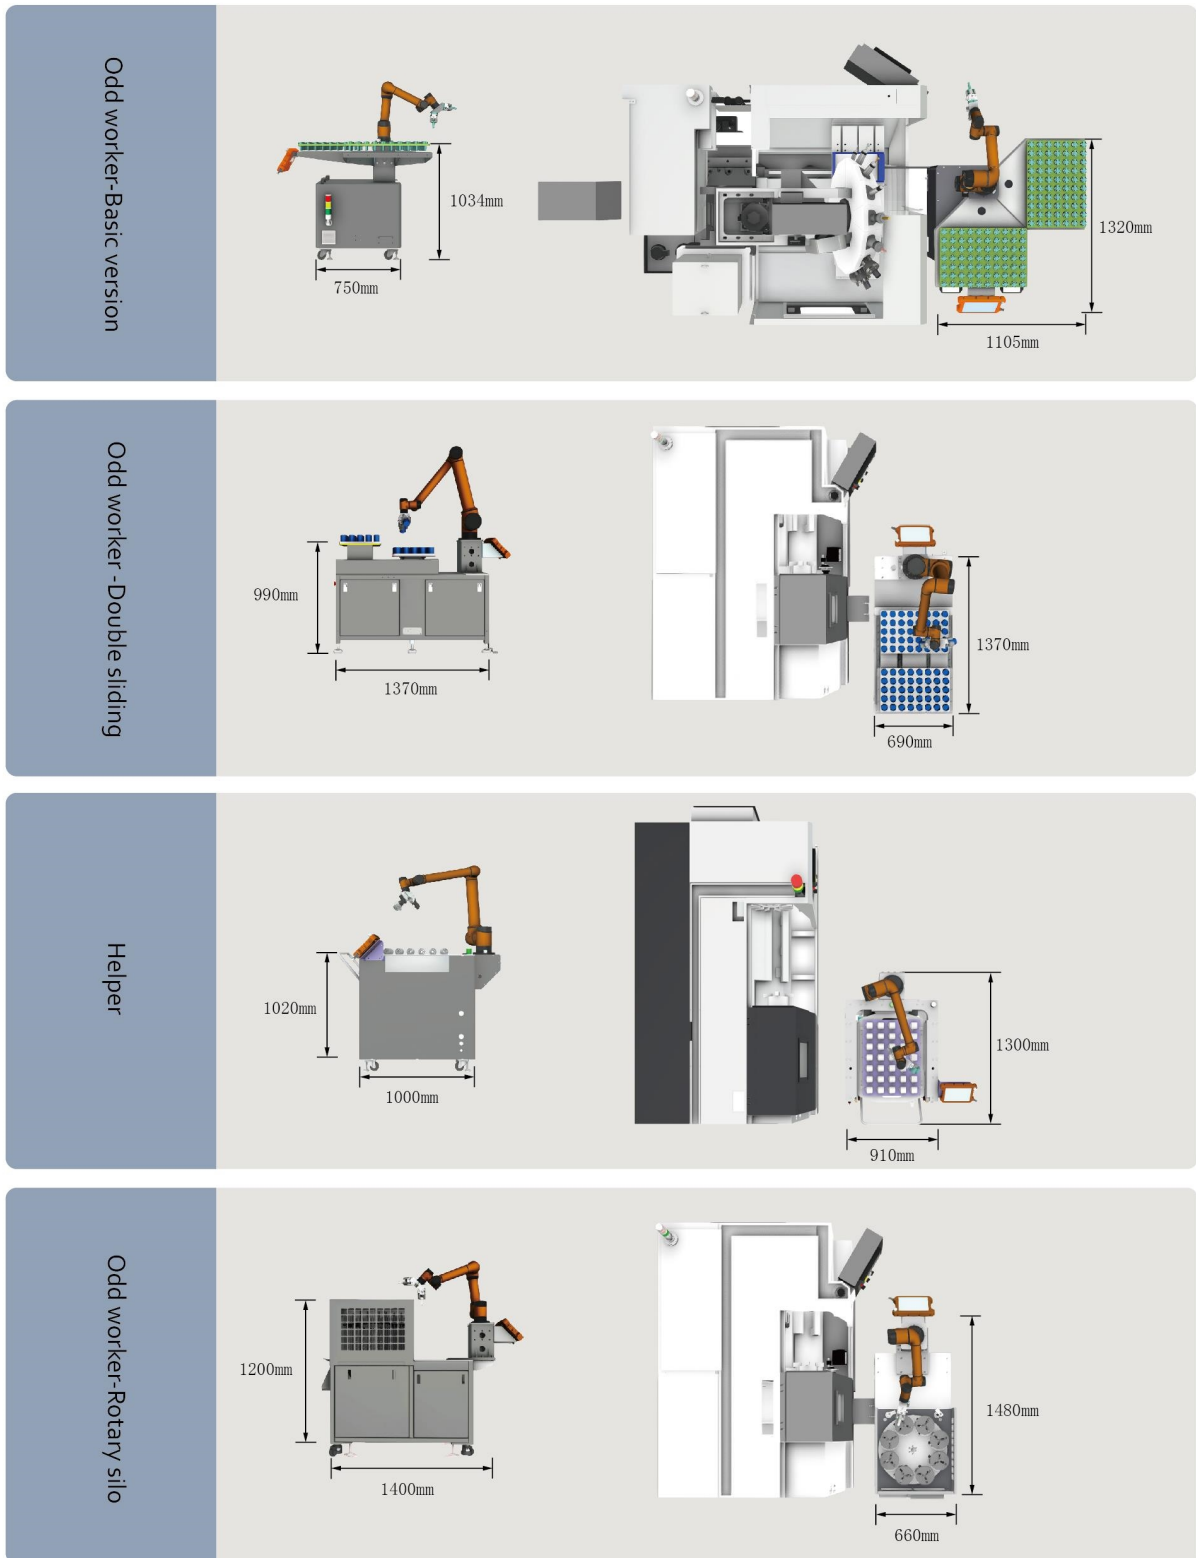 Odd worker-Basic version
1034mm
750mm
1320mm
1105mm
Odd worker -Double sliding
990mm
1370mm
1370mm
690mm
Helper
1020mm
1000mm
1300mm
910mm
Odd worker-Rotary silo
1200mm
1400mm
1480mm
660mm